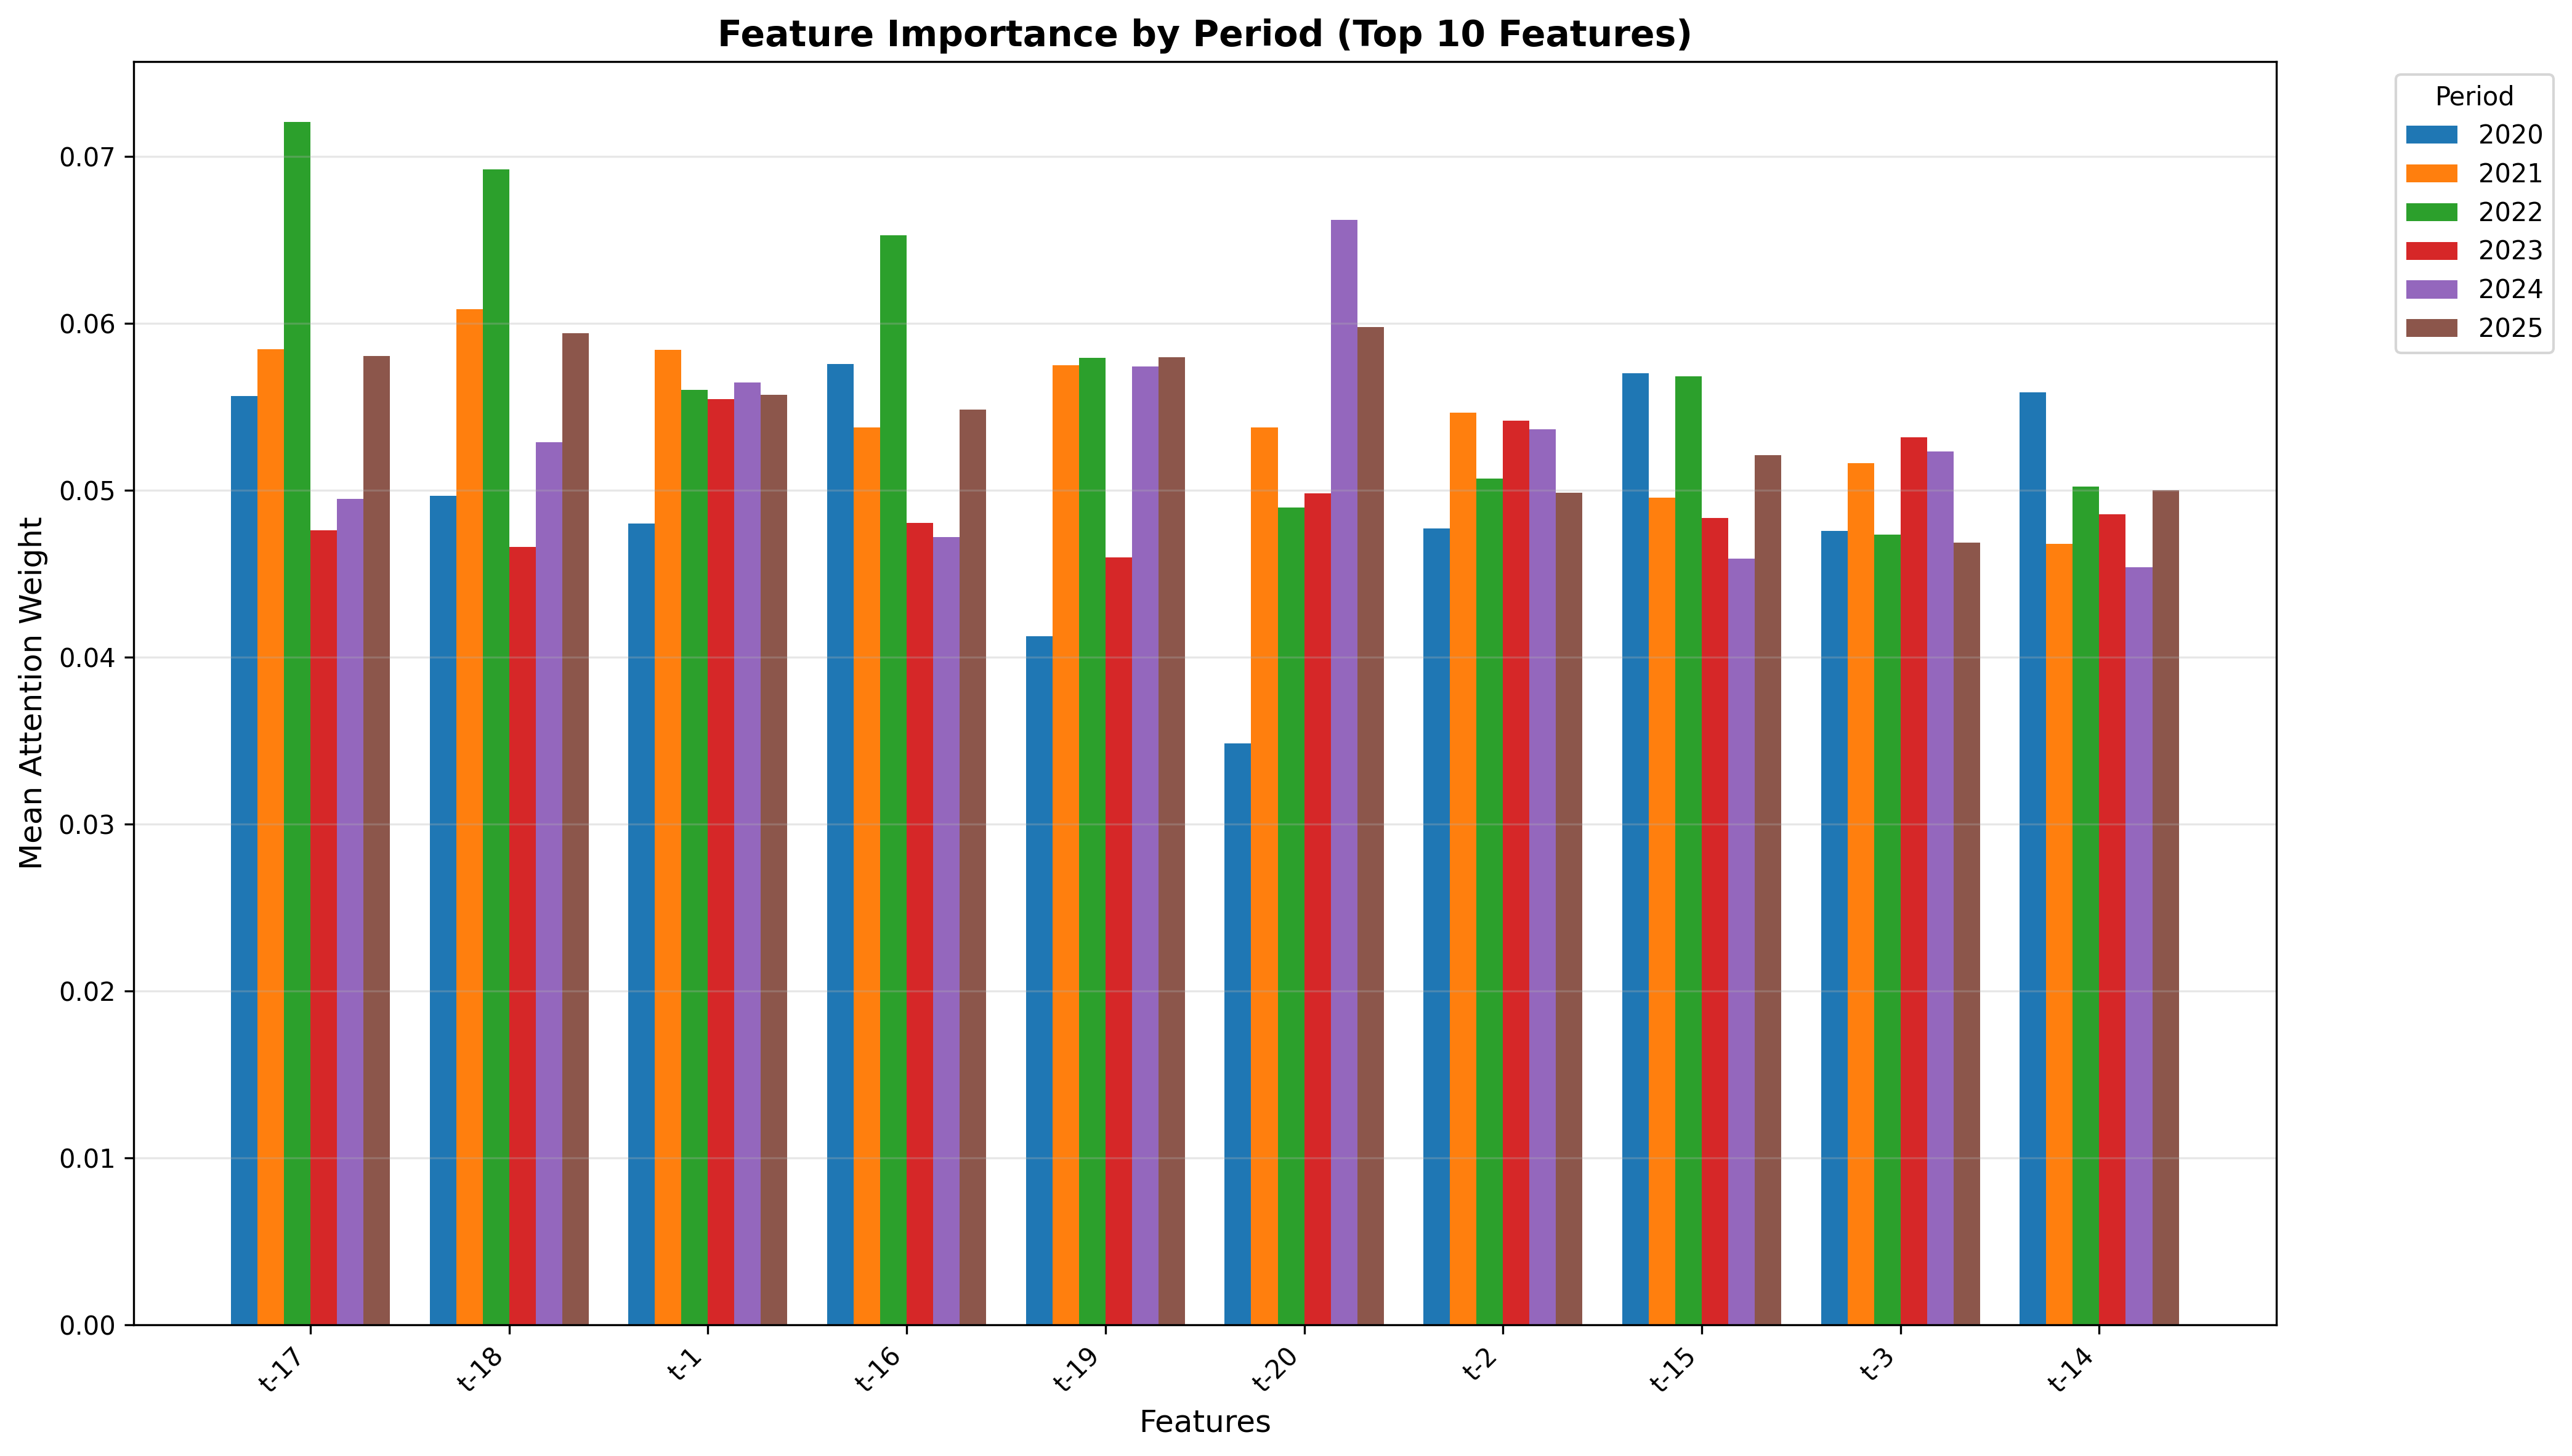 Feature Importance by Period (Top 10 Features)
Period
2020
2021
2022
2023
2024
2025
Mean Attention Weight
0.07
0.06
0.05
0.04
0.03
0.02
0.01
0.00
t-17
t-18
t-1
t-16
t-19
t-20
t-2
t-15
t-3
t-14
Features